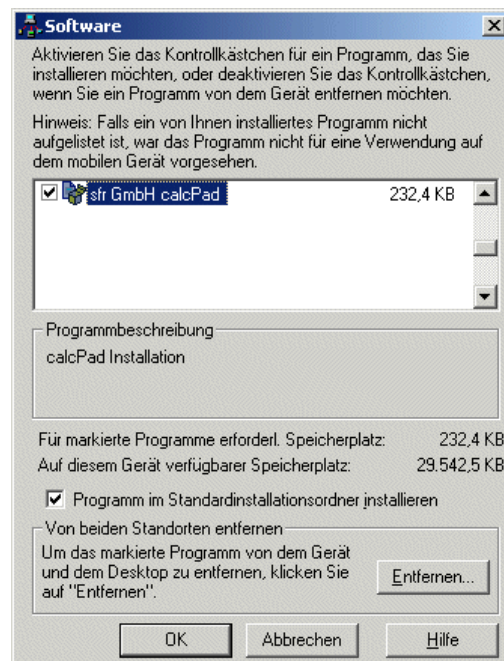 Software
Aktivieren Sie das Kontrollkästchen für ein Programm, das Sie
installieren möchten, oder deaktivieren Sie das Kontrollkästchen,
wenn Sie ein Programm von dem Gerät entfernen möchten.
Hinweis: Falls ein von Ihnen installiertes Programm nicht
aufgelistet ist, war das Programm nicht für eine Verwendung auf
dem mobilen Gerät vorgesehen.
sfr GmbH calcPad 232,4 KB
Programmbeschreibung
calcPad Installation
Für markierte Programme erforderl. Speicherplatz: 232,4 KB
Auf diesem Gerät verfügbarer Speicherplatz: 29.542,5 KB
Programm im Standardinstallationsordner installieren
Von beiden Standorten entfernen
Um das markierte Programm von dem Gerät
und dem Desktop zu entfernen, klicken Sie
auf "Entfernen".
Entfernen...
OK Abbrechen Hilfe